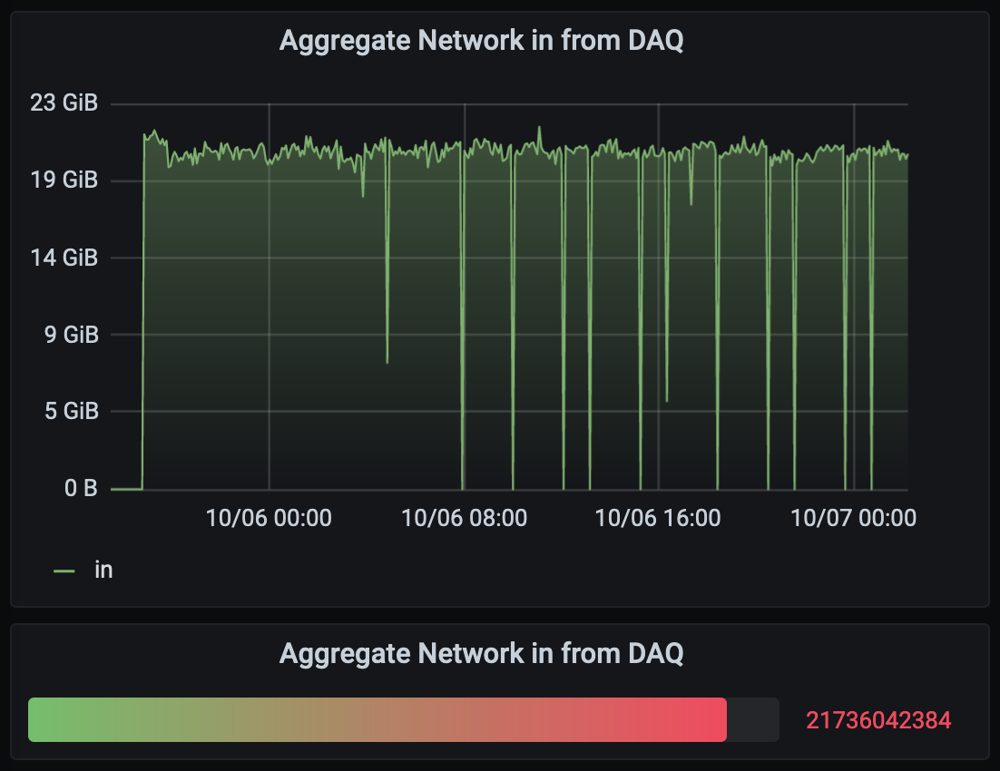 Aggregate Network in from DAQ
23 GiB
19 GiB
14 GiB
9 GiB
5 GiB
0 B
10/06 00:00 10/06 08:00 10/06 16:00 10/07 00:00
in
Aggregate Network in from DAQ
21736042384